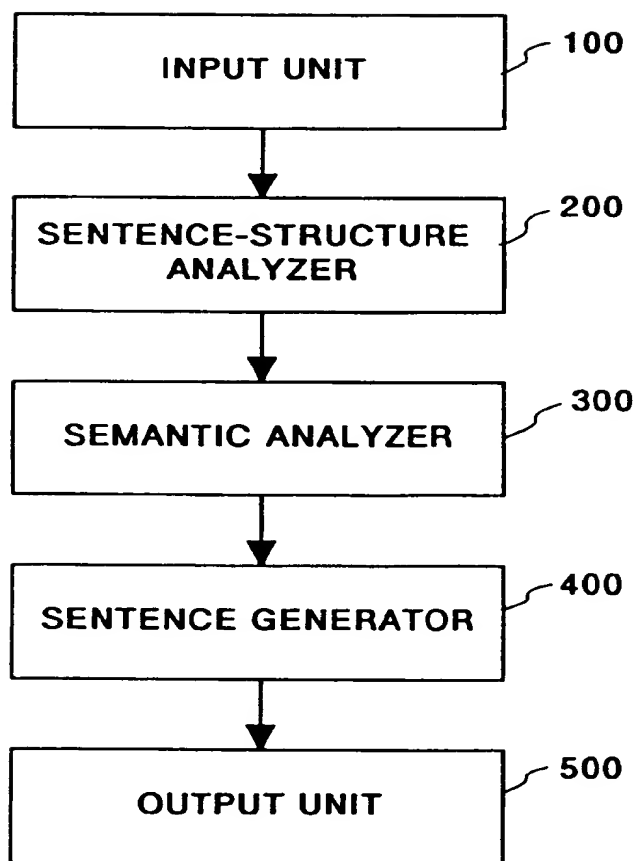 INPUT UNIT
100
SENTENCE-STRUCTURE
ANALYZER
200
SEMANTIC ANALYZER
300
SENTENCE GENERATOR
400
OUTPUT UNIT
500